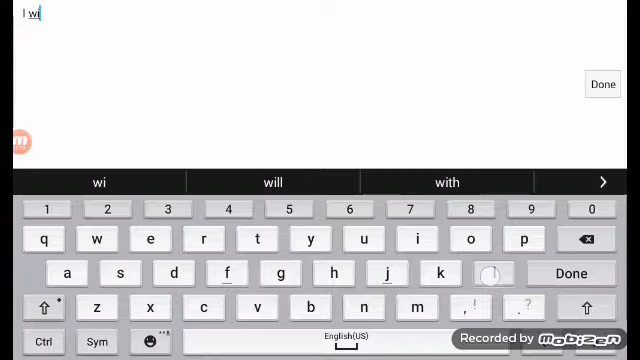 I wi
Done
wi will with >
1 2 3 4 5 6 7 8 9 0
q w e r t y u i o p
a s d f g h j k l Done
z x c v b n m , ! . ?
Ctrl Sym English(US)
Recorded by mobizen